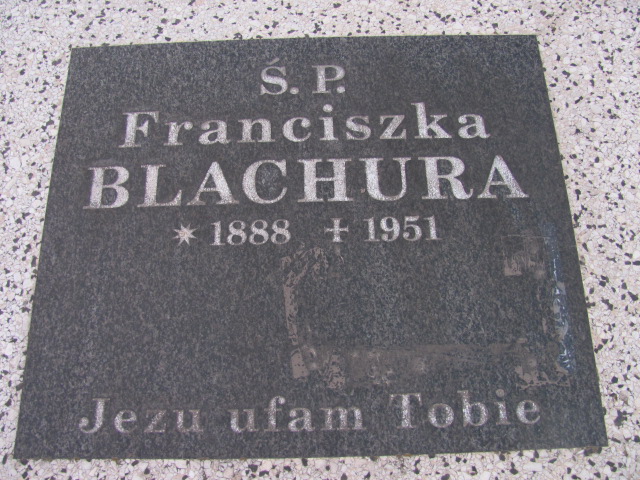 Ś. P.
Franciszka
BLACHURA
* 1888 ✝ 1951
Jezu ufam Tobie